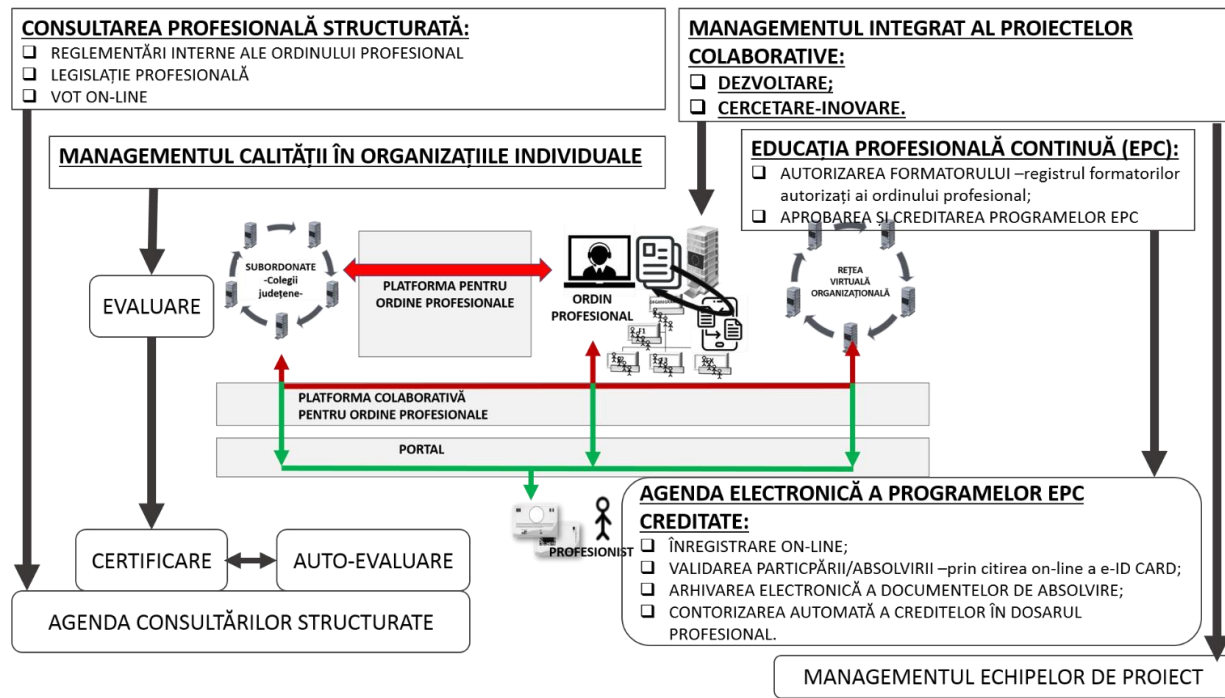 CONSULTAREA PROFESIONALĂ STRUCTURATĂ:
REGLEMENTĂRI INTERNE ALE ORDINULUI PROFESIONAL
LEGISLAȚIE PROFESIONALĂ
VOT ON-LINE
MANAGEMENTUL INTEGRAT AL PROIECTELOR
COLABORATIVE:
DEZVOLTARE;
CERCETARE-INOVARE.
MANAGEMENTUL CALITĂȚII ÎN ORGANIZAȚIILE INDIVIDUALE
EDUCAȚIA PROFESIONALĂ CONTINUĂ (EPC):
AUTORIZAREA FORMATORULUI –registrul formatorilor
autorizați ai ordinului profesional;
APROBAREA ȘI CREDITAREA PROGRAMELOR EPC
EVALUARE
SUBORDONATE
-Colegii
județene-
PLATFORMA PENTRU
ORDINE PROFESIONALE
ORDIN
PROFESIONAL
REȚEA
VIRTUALĂ
ORGANIZAȚIONALĂ
PLATFORMA COLABORATIVĂ
PENTRU ORDINE PROFESIONALE
PORTAL
PROFESIONIST
AGENDA ELECTRONICĂ A PROGRAMELOR EPC
CREDITATE:
ÎNREGISTRARE ON-LINE;
VALIDAREA PARTICPĂRII/ABSOLVIRII –prin citirea on-line a e-ID CARD;
ARHIVAREA ELECTRONICĂ A DOCUMENTELOR DE ABSOLVIRE;
CONTORIZAREA AUTOMATĂ A CREDITELOR ÎN DOSARUL
PROFESIONAL.
CERTIFICARE
AUTO-EVALUARE
AGENDA CONSULTĂRILOR STRUCTURATE
MANAGEMENTUL ECHIPELOR DE PROIECT